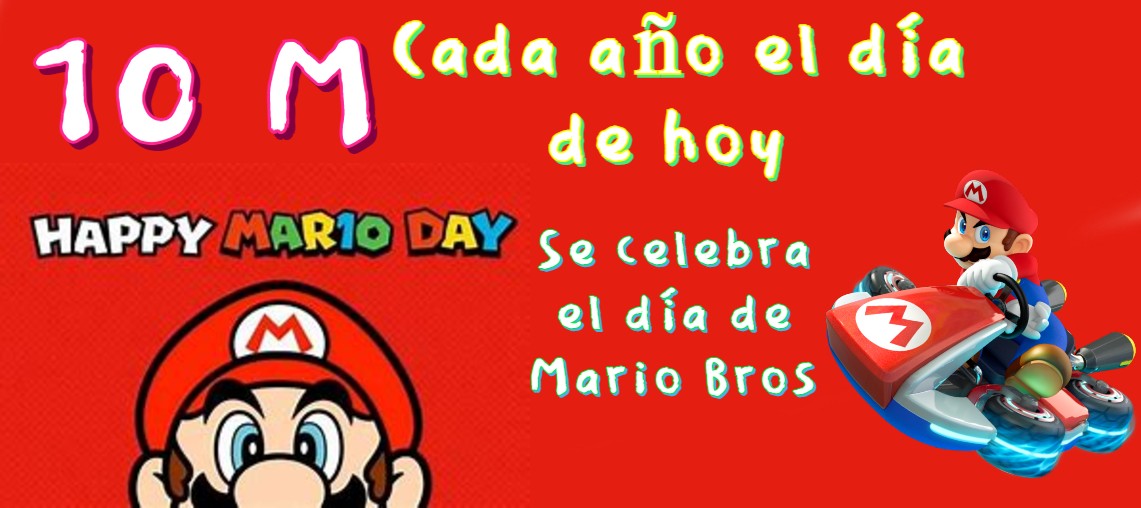 10 M
Cada año el día
de hoy
HAPPY MAR10 DAY
Se celebra
el día de
Mario Bros
M
M
M